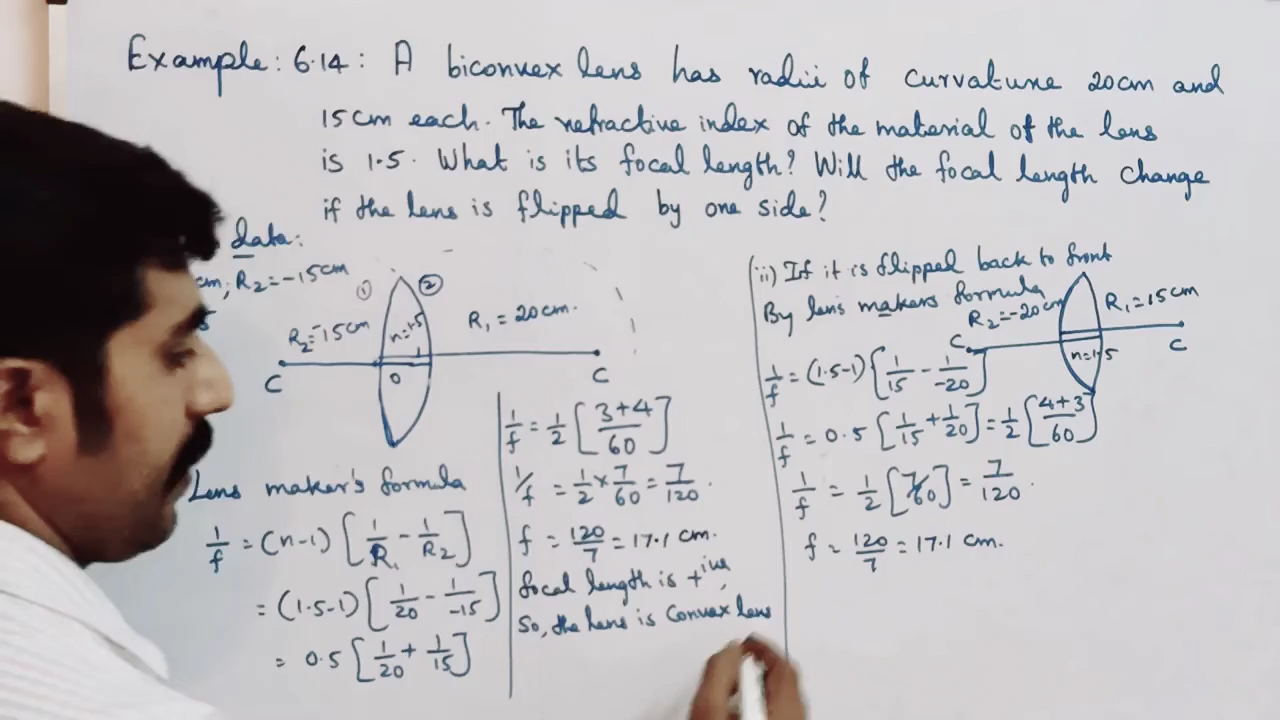 Example: 6.14: A biconvex lens has radii of curvature 20cm and
15cm each. The refractive index of the material of the lens
is 1.5. What is its focal length? Will the focal length change
if the lens is flipped by one side?
data:
cm; R₂=-15cm
5
① ②
R₂=-15cm
n=1.5
R₁ = 20cm.
C
O
C
Lens maker's formula
1/f = (n-1) [1/R₁ - 1/R₂]
= (1.5-1) [1/20 - 1/-15]
= 0.5 [1/20 + 1/15]
1/f = 1/2 [3+4/60]
1/f = 1/2 × 7/60 = 7/120.
f = 120/7 = 17.1 cm.
focal length is +ive,
So, the lens is Convex lens
(ii) If it is flipped back to front
By lens makers formula
R₂=-20cm
R₁=15cm
C
C
n=1.5
1/f = (1.5-1) [1/15 - 1/-20]
1/f = 0.5 [1/15 + 1/20] = 1/2 [4+3/60]
1/f = 1/2 [7/60] = 7/120.
f = 120/7 = 17.1 cm.